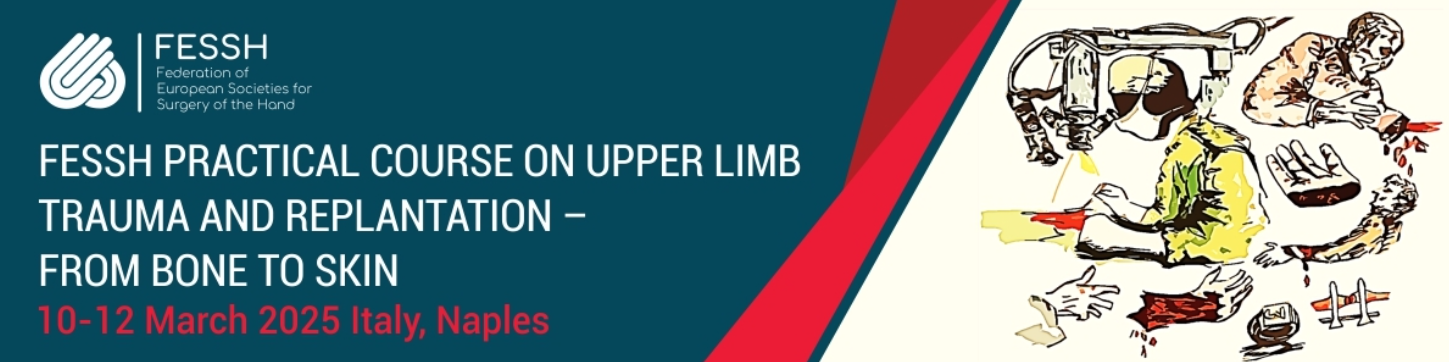 FESSH
Federation of
European Societies for
Surgery of the Hand
FESSH PRACTICAL COURSE ON UPPER LIMB
TRAUMA AND REPLANTATION –
FROM BONE TO SKIN
10-12 March 2025 Italy, Naples